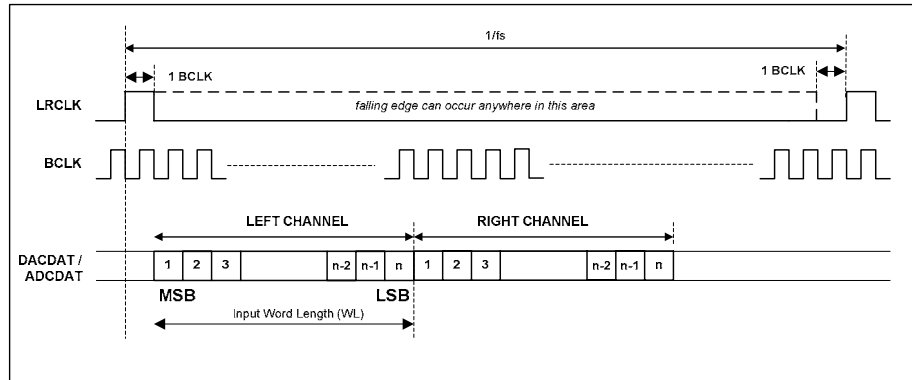 1/fs
1 BCLK
1 BCLK
LRCLK
falling edge can occur anywhere in this area
BCLK
LEFT CHANNEL
RIGHT CHANNEL
DACDAT /
ADCDAT
1 2 3 n-2 n-1 n 1 2 3 n-2 n-1 n
MSB LSB
Input Word Length (WL)